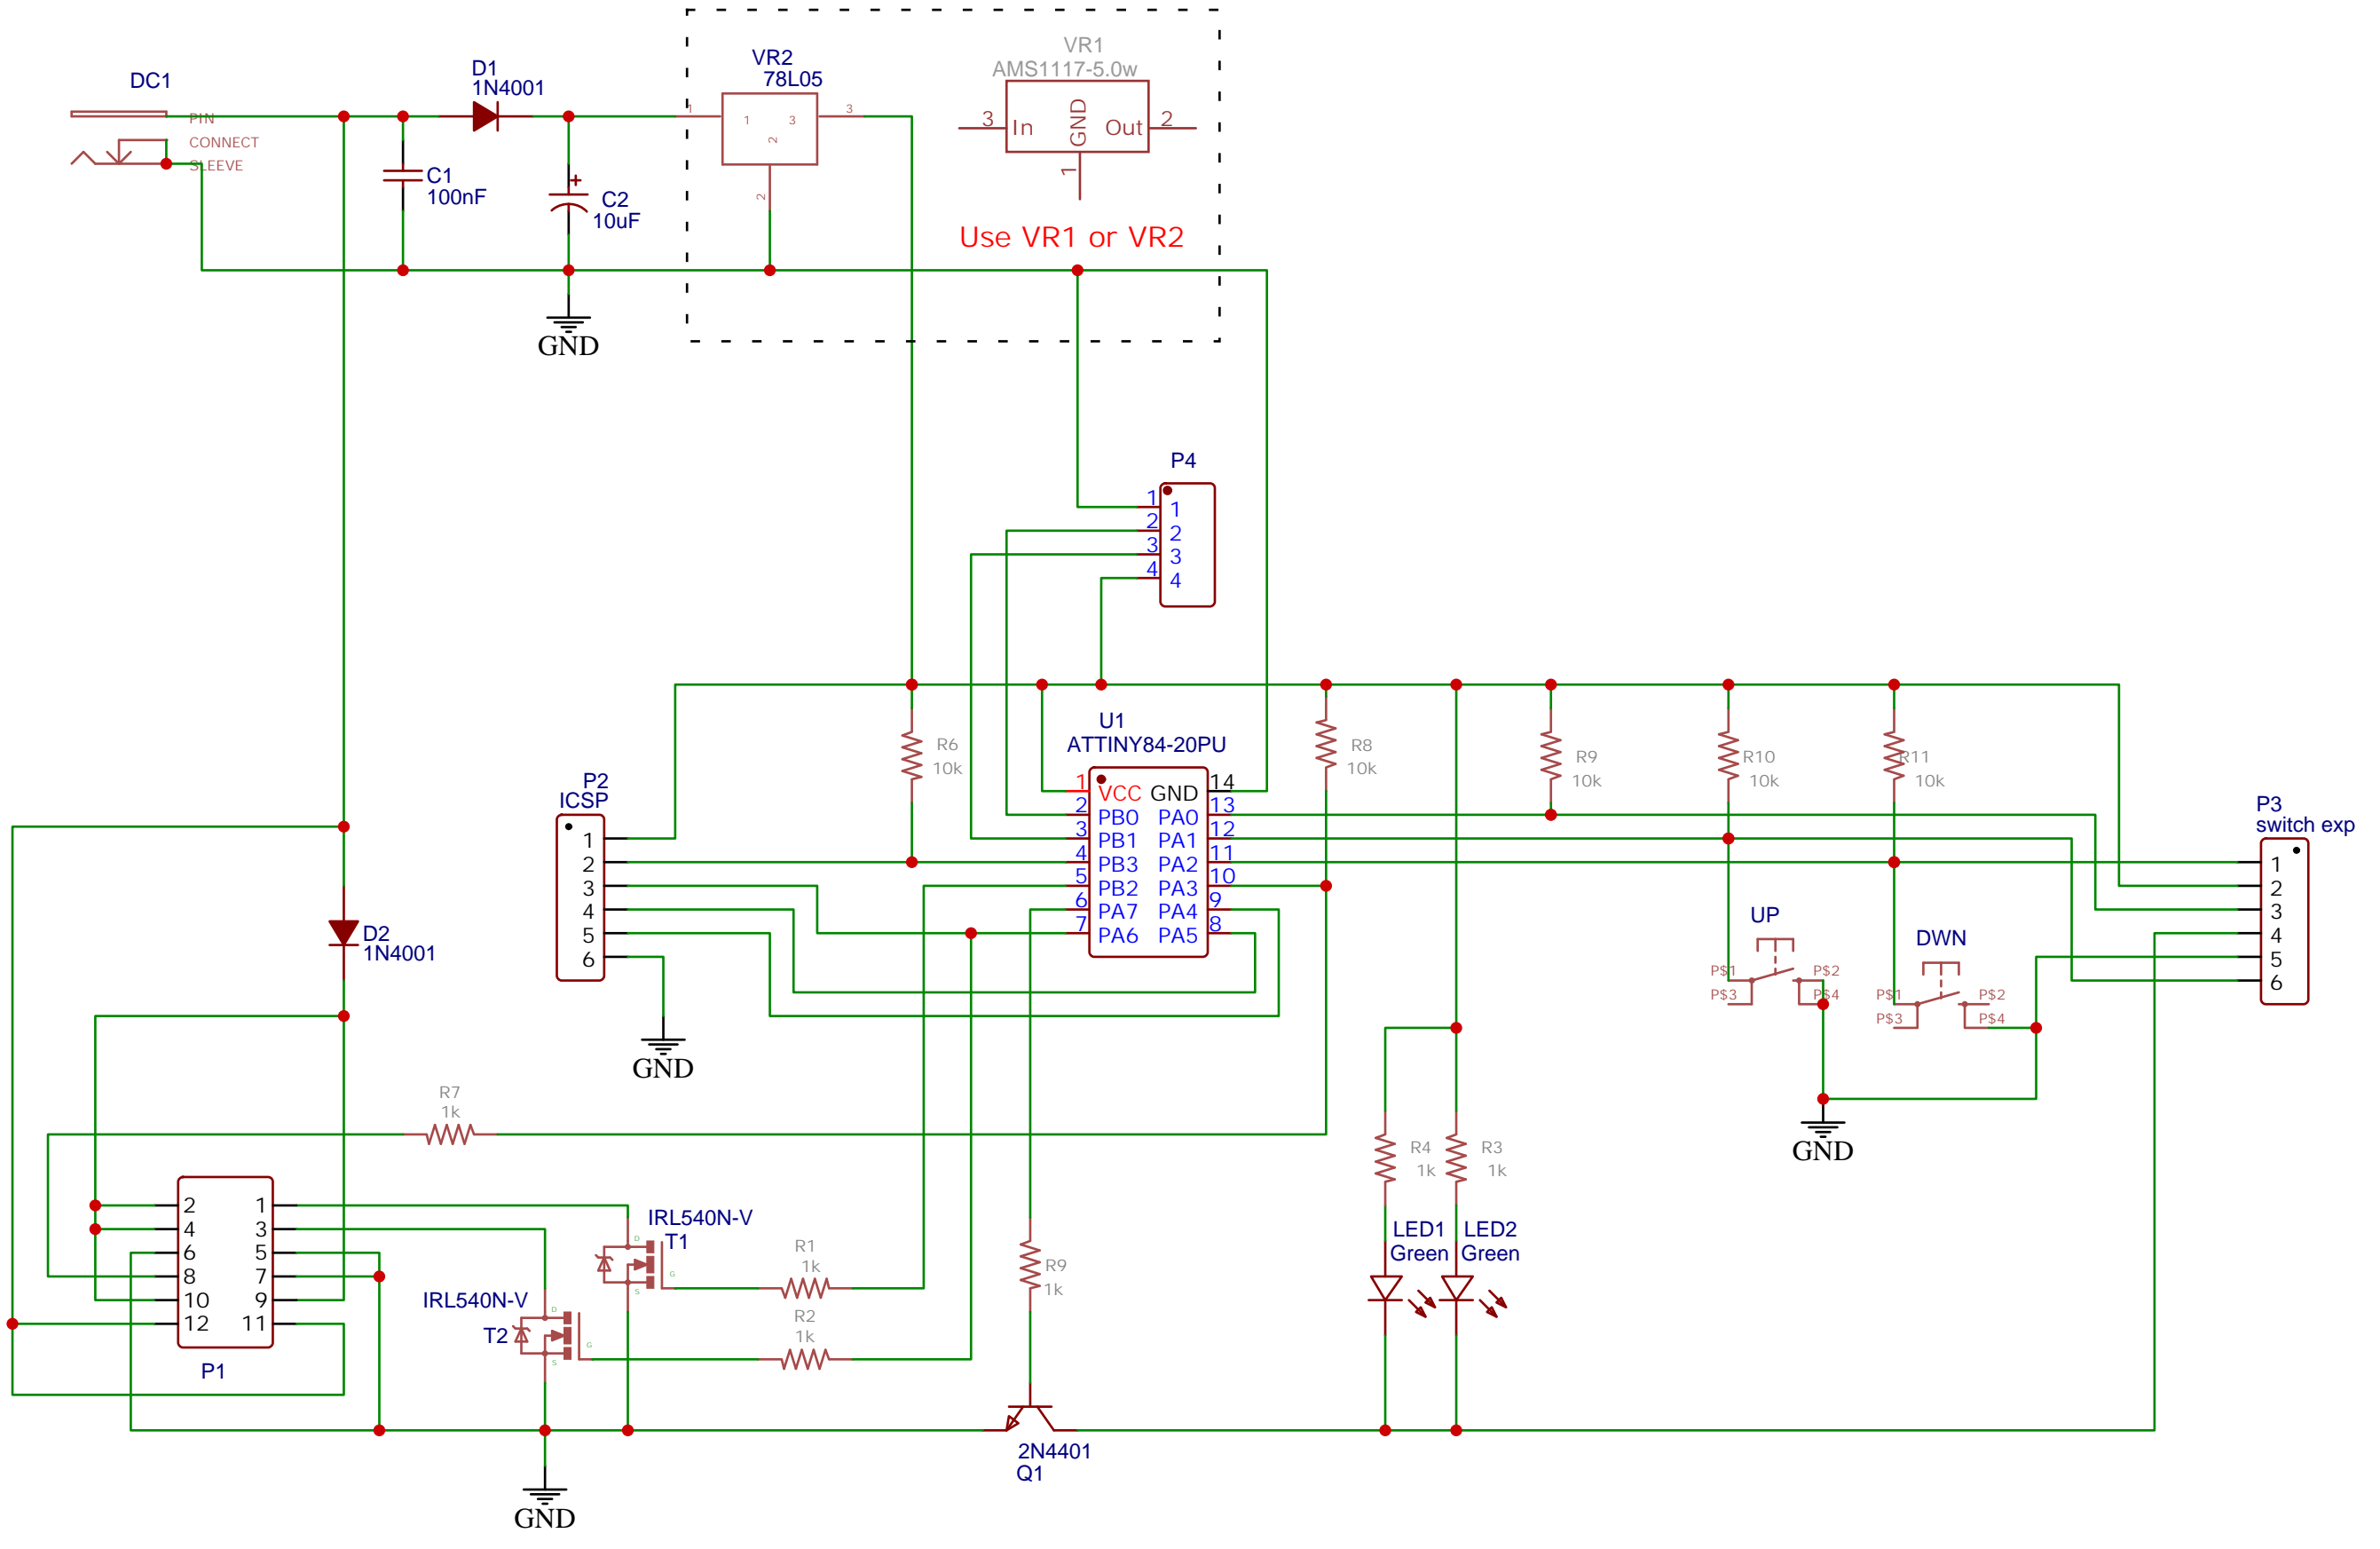 DC1
PIN
CONNECT
SLEEVE
D1
1N4001
C1
100nF
+
C2
10uF
GND
VR2
78L05
1
1
3
2
3
2
VR1
AMS1117-5.0w
3
In
GND
Out
2
1
Use VR1 or VR2
P4
1
1
2
2
3
3
4
4
R6
10k
U1
ATTINY84-20PU
1
VCC
GND
14
2
PB0
PA0
13
3
PB1
PA1
12
4
PB3
PA2
11
5
PB2
PA3
10
6
PA7
PA4
9
7
PA6
PA5
8
R8
10k
R9
10k
R10
10k
R11
10k
P3
switch exp
1
2
3
4
5
6
P2
ICSP
1
2
3
4
5
6
GND
D2
1N4001
UP
P$1
P$2
P$3
P$4
DWN
P$1
P$2
P$3
P$4
GND
R7
1k
2
1
4
3
6
5
8
7
10
9
12
11
P1
IRL540N-V
T1
D
G
S
IRL540N-V
T2
D
G
S
R1
1k
R2
1k
R9
1k
R4
1k
R3
1k
LED1
Green
LED2
Green
2N4401
Q1
GND